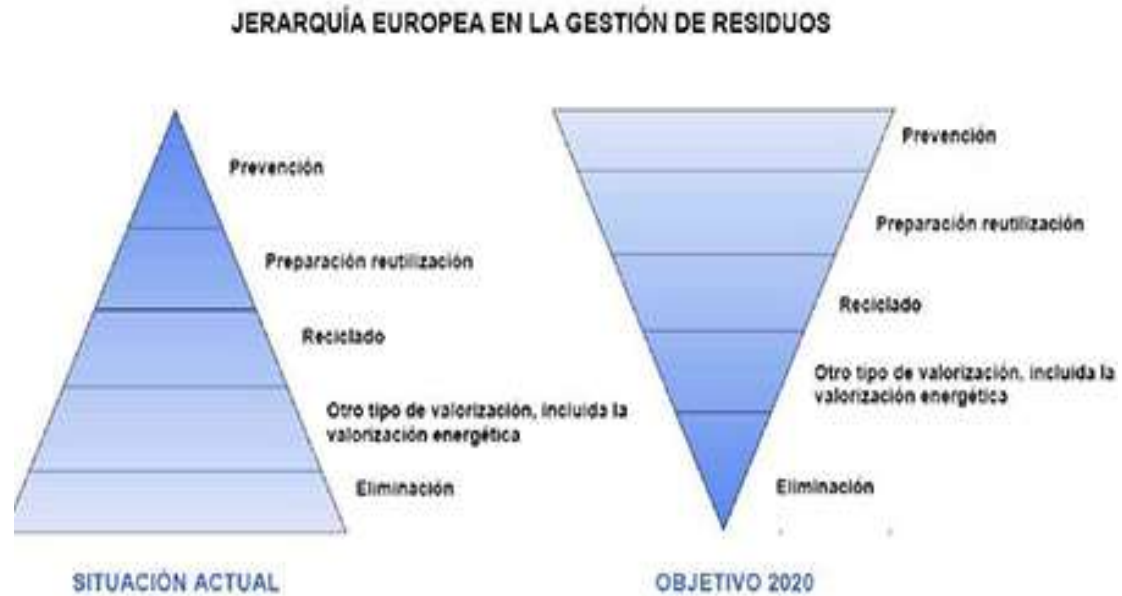 JERARQUÍA EUROPEA EN LA GESTIÓN DE RESIDUOS
Prevención
Preparación reutilización
Reciclado
Otro tipo de valorización, incluida la
valorización energética
Eliminación
SITUACIÓN ACTUAL
Prevención
Preparación reutilización
Reciclado
Otro tipo de valorización, incluida la
valorización energética
Eliminación
OBJETIVO 2020